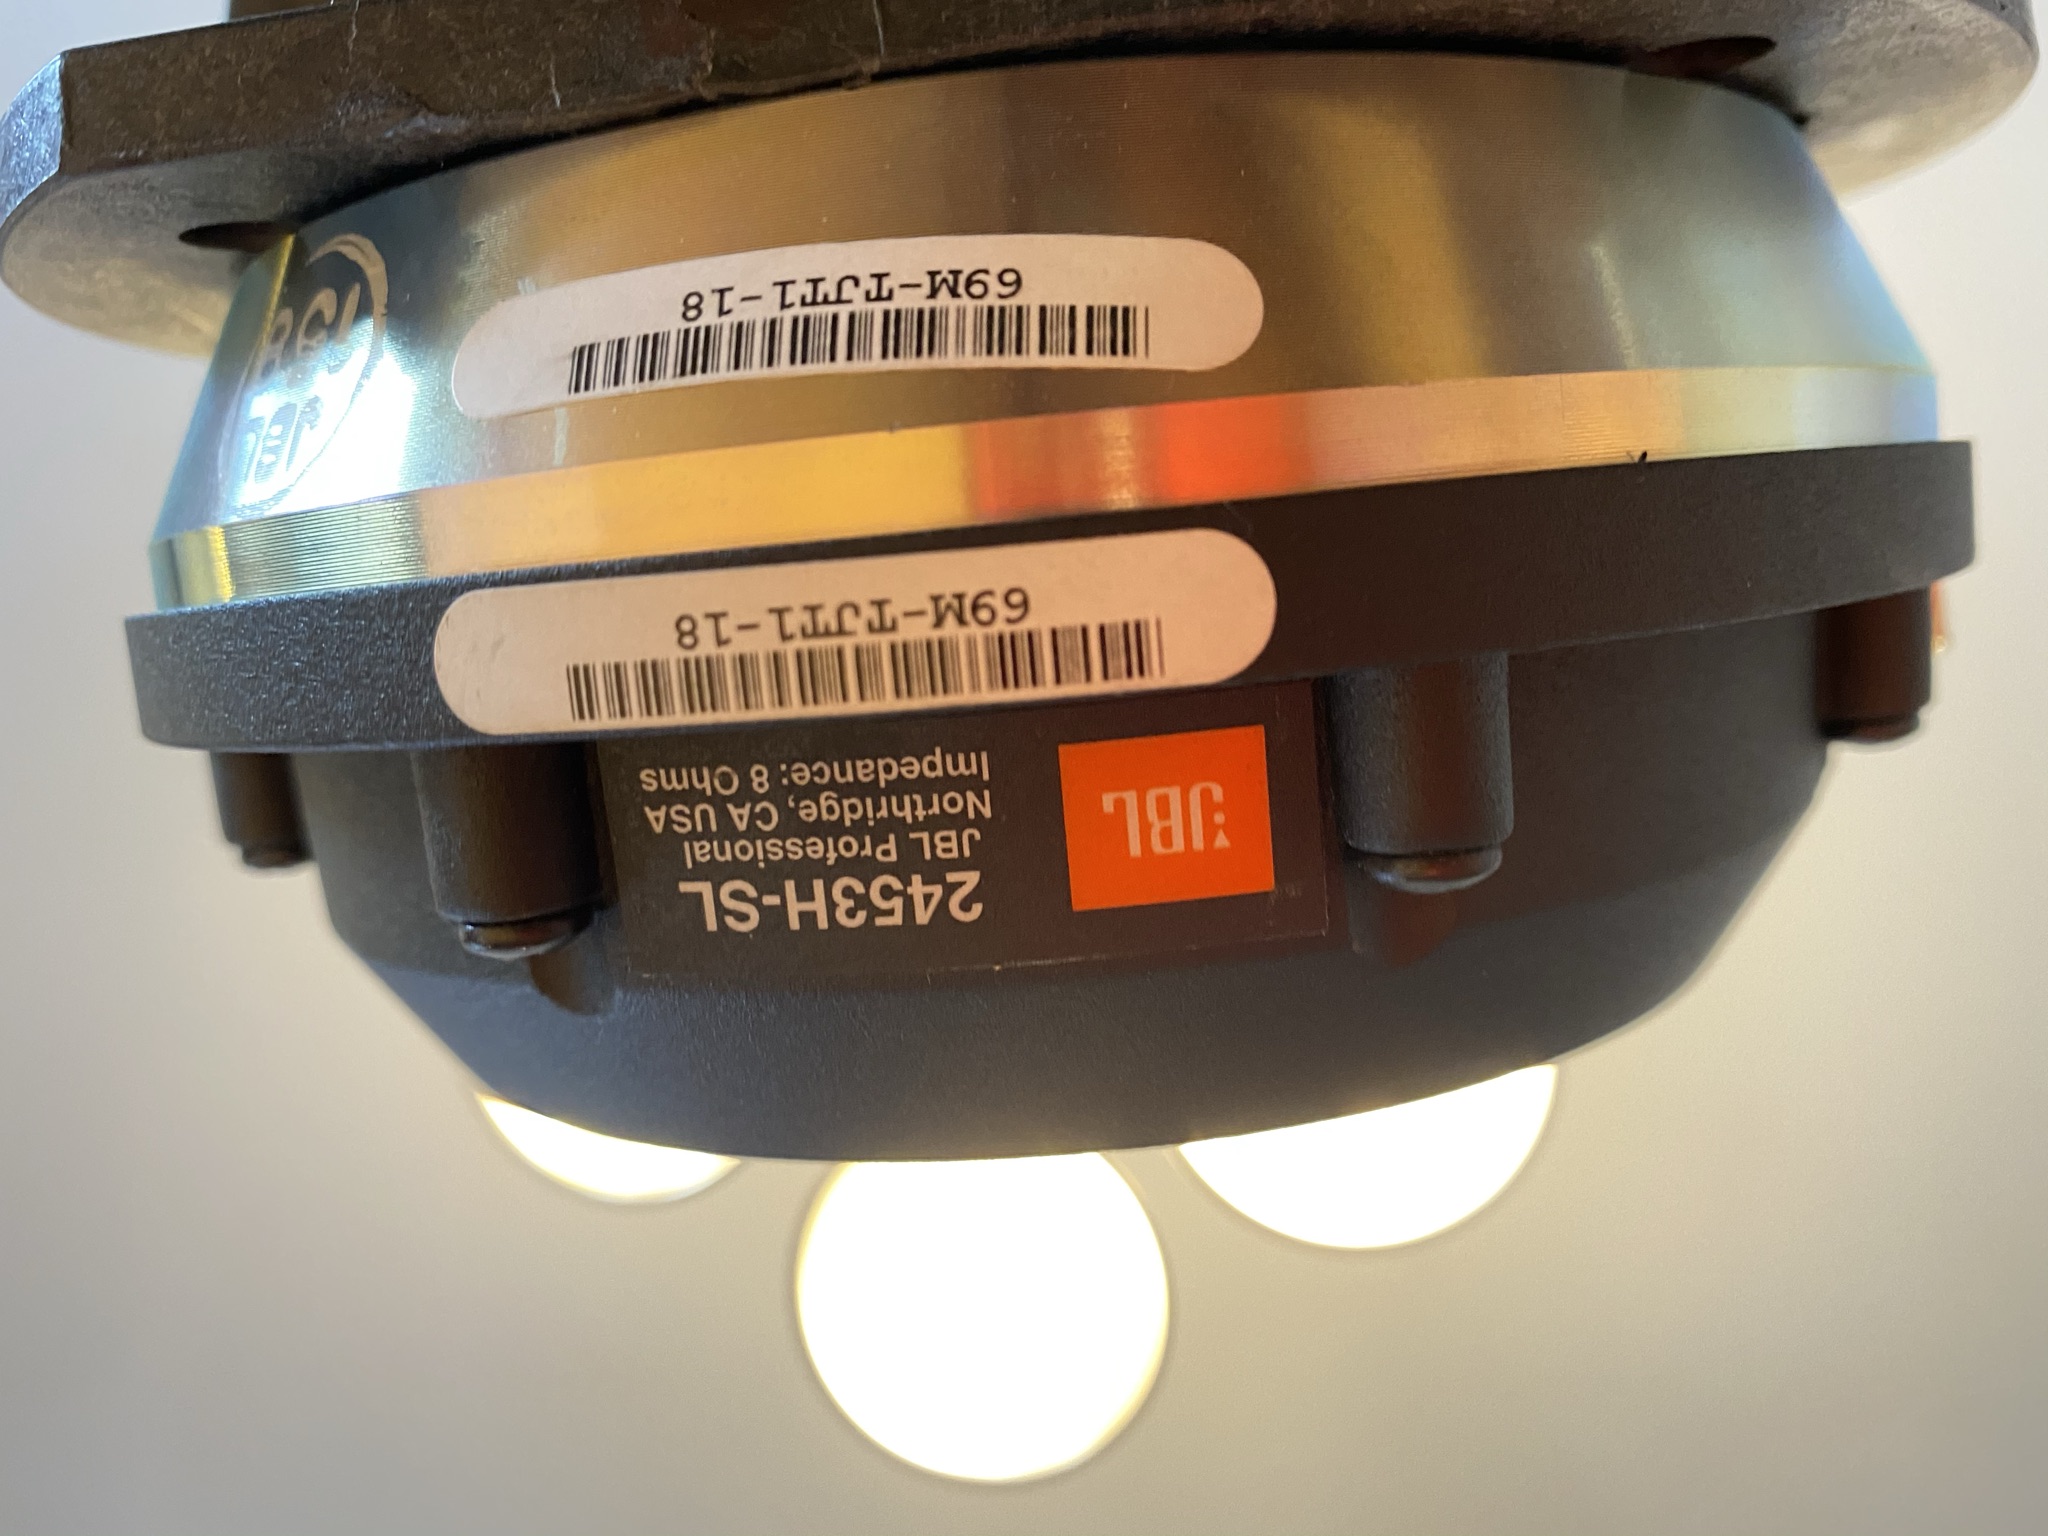 2453H-SL
JBL Professional
Northridge, CA USA
Impedance: 8 Ohms
JBL
69M-TJT1-18
69M-TJT1-18